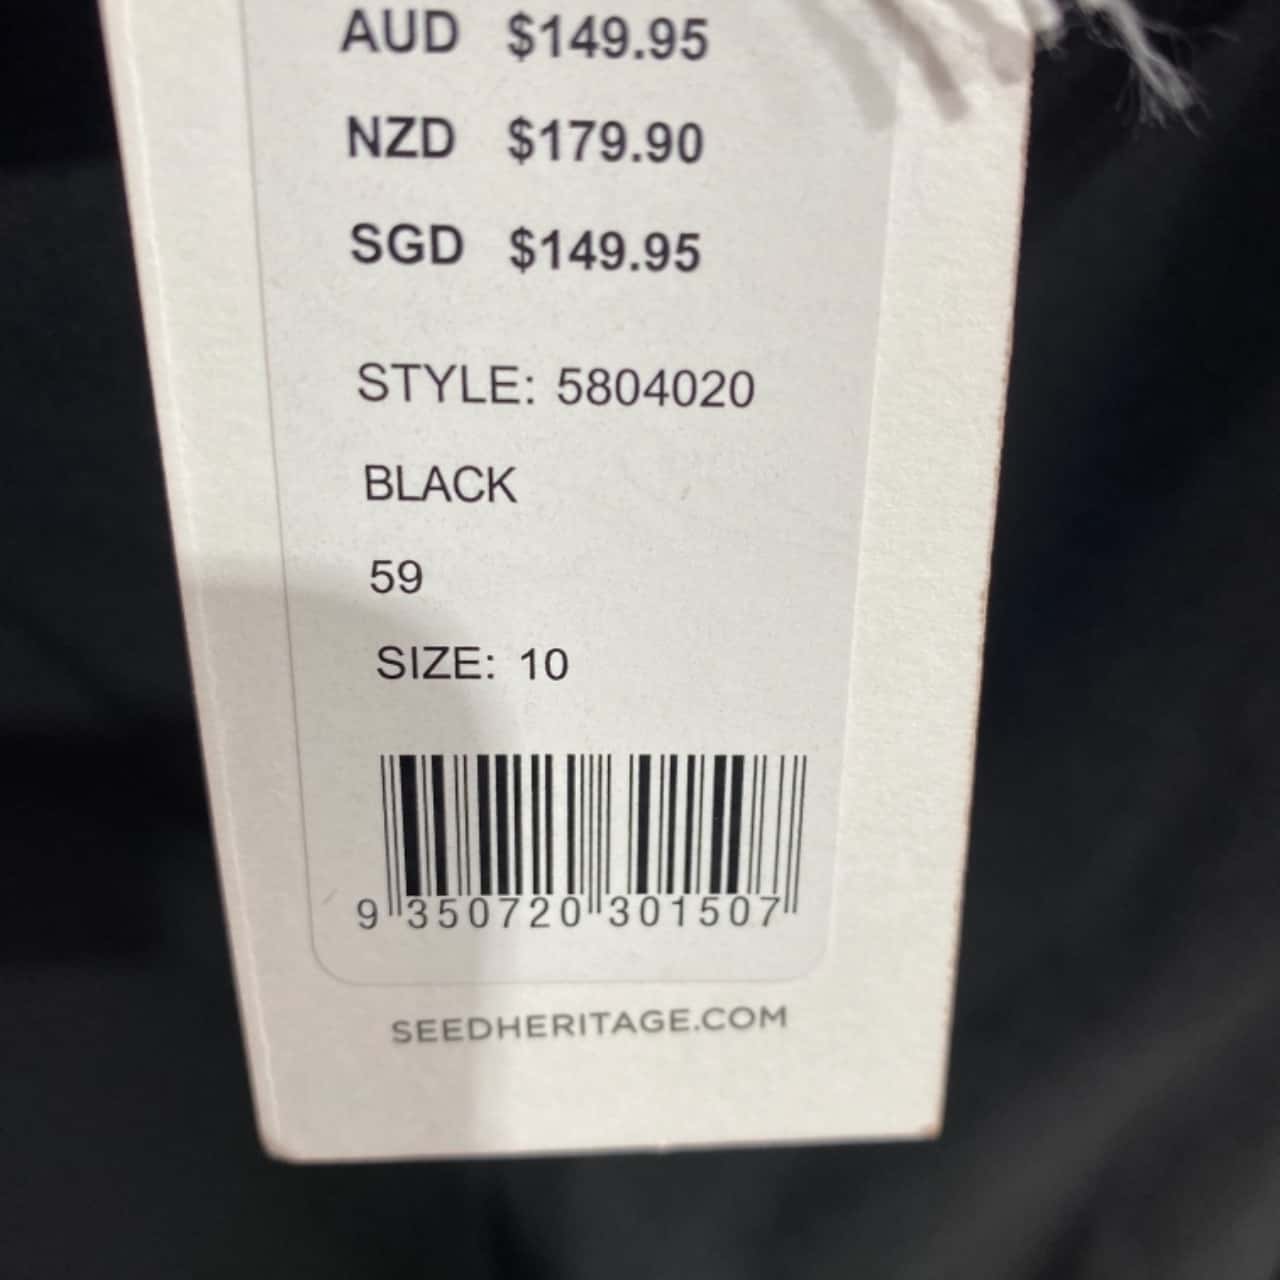 AUD $149.95
NZD $179.90
SGD $149.95
STYLE: 5804020
BLACK
59
SIZE: 10
9 350720 301507
SEEDHERITAGE.COM